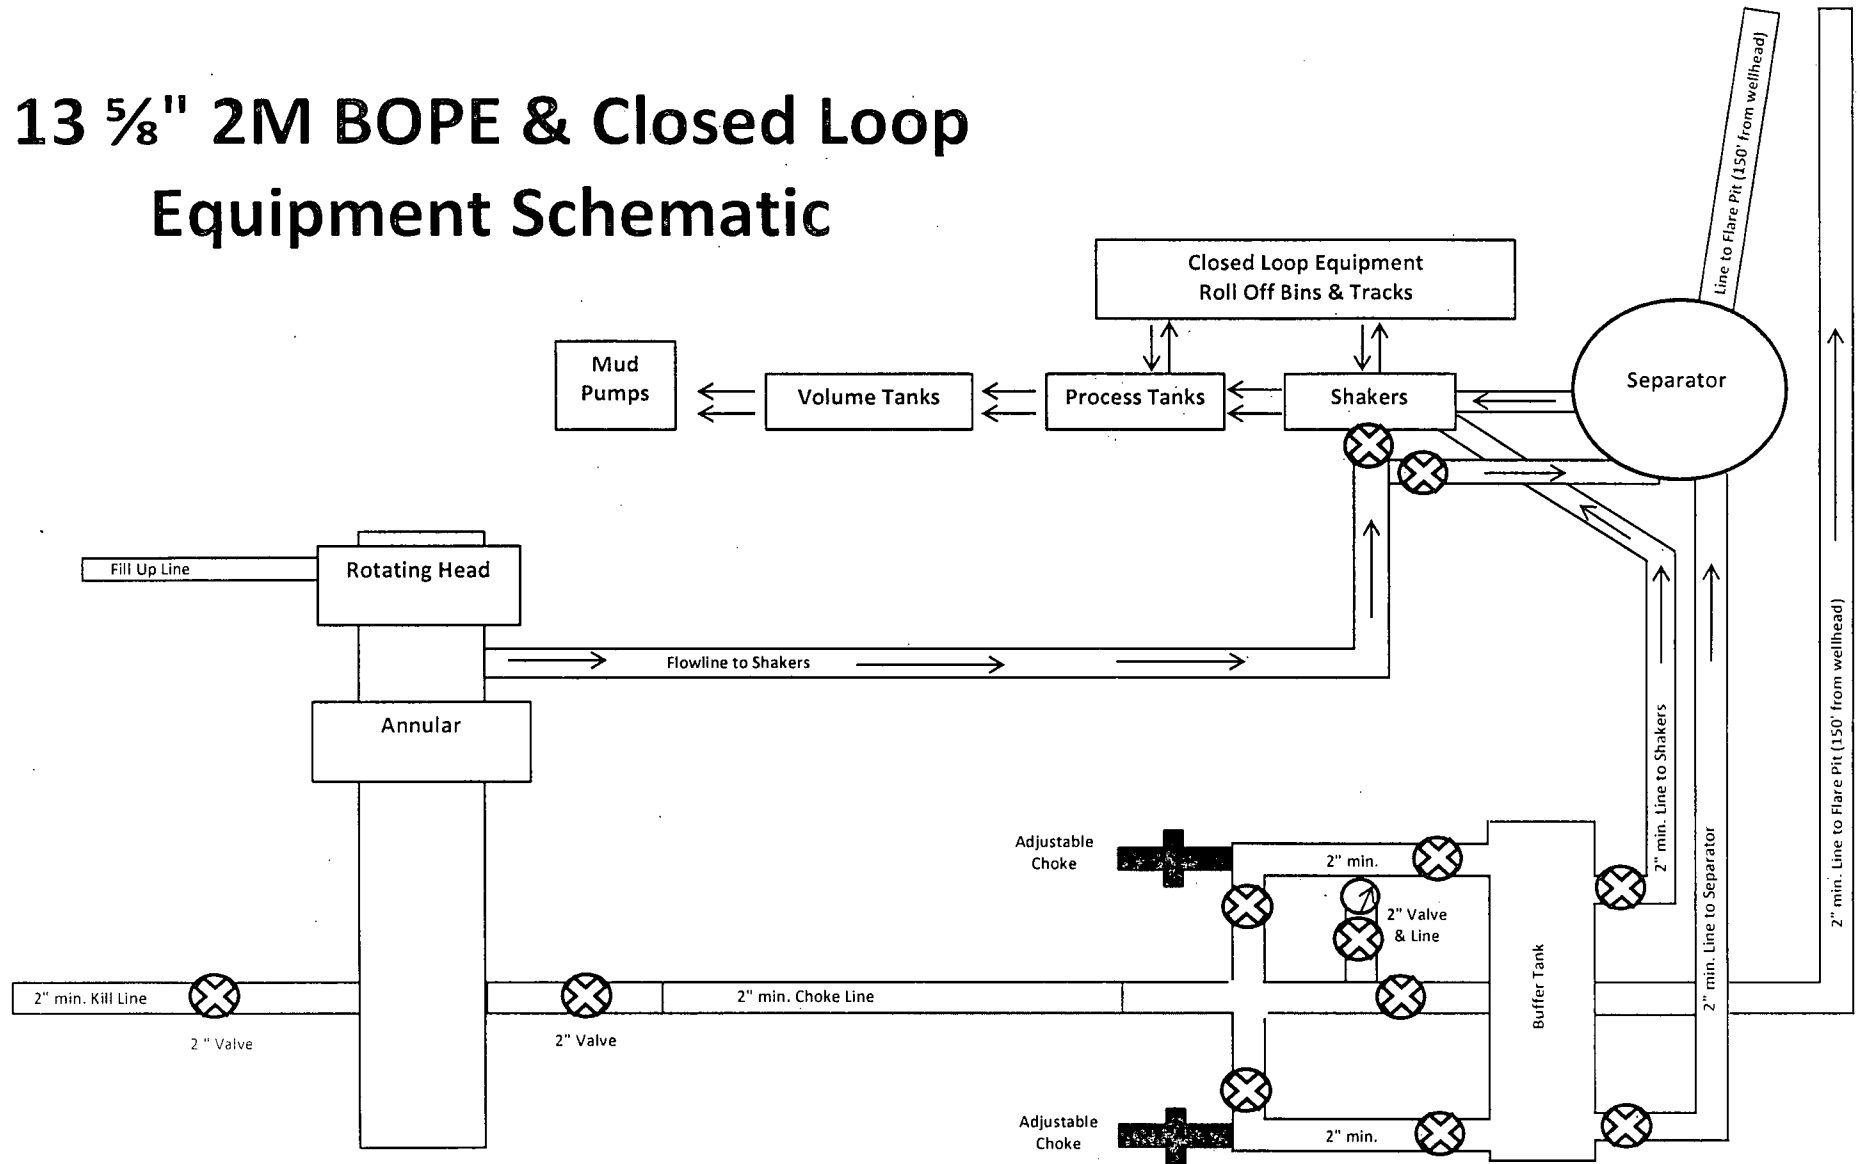 13 ⅝" 2M BOPE & Closed Loop
Equipment Schematic
Line to Flare Pit (150' from wellhead)
Closed Loop Equipment
Roll Off Bins & Tracks
Mud
Pumps
Volume Tanks
Process Tanks
Shakers
Separator
Fill Up Line
Rotating Head
Flowline to Shakers
Annular
2" min. Line to Shakers
2" min. Line to Separator
2" min. Line to Flare Pit (150' from wellhead)
Adjustable
Choke
2" min.
2" Valve
& Line
Buffer Tank
2" min. Kill Line
2 " Valve
2" min. Choke Line
2" Valve
Adjustable
Choke
2" min.